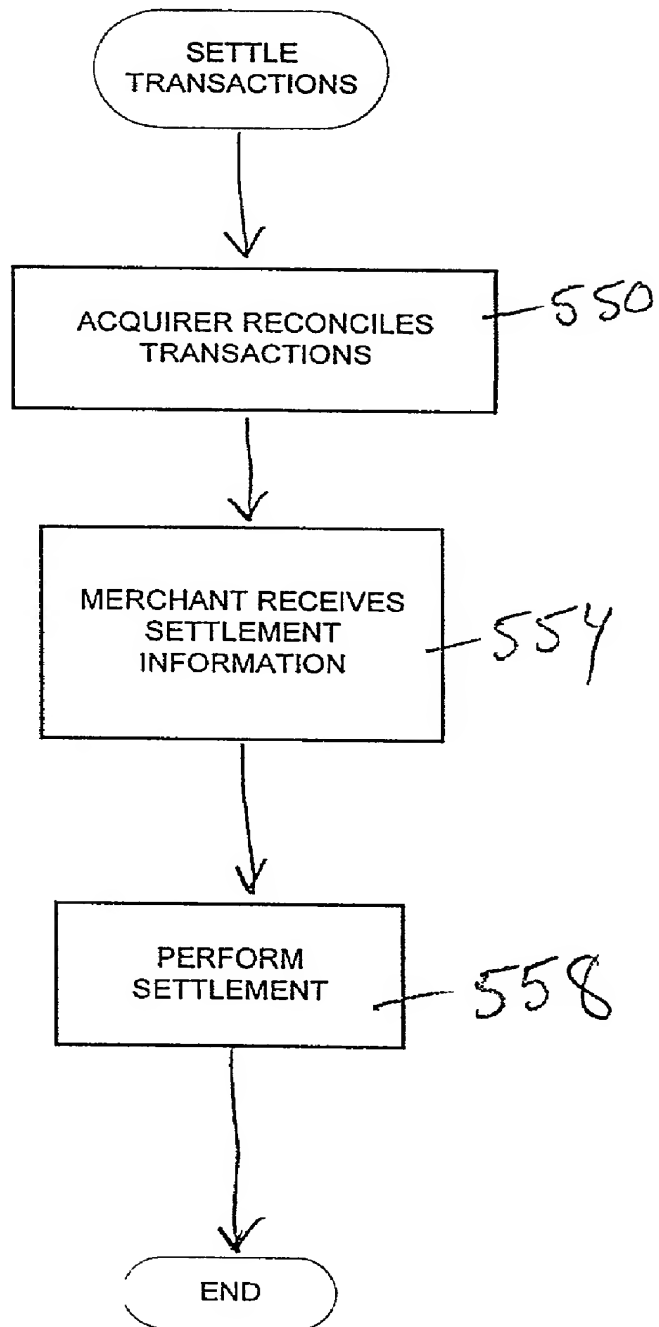 SETTLE
TRANSACTIONS
ACQUIRER RECONCILES
TRANSACTIONS
550
MERCHANT RECEIVES
SETTLEMENT
INFORMATION
554
PERFORM
SETTLEMENT
558
END